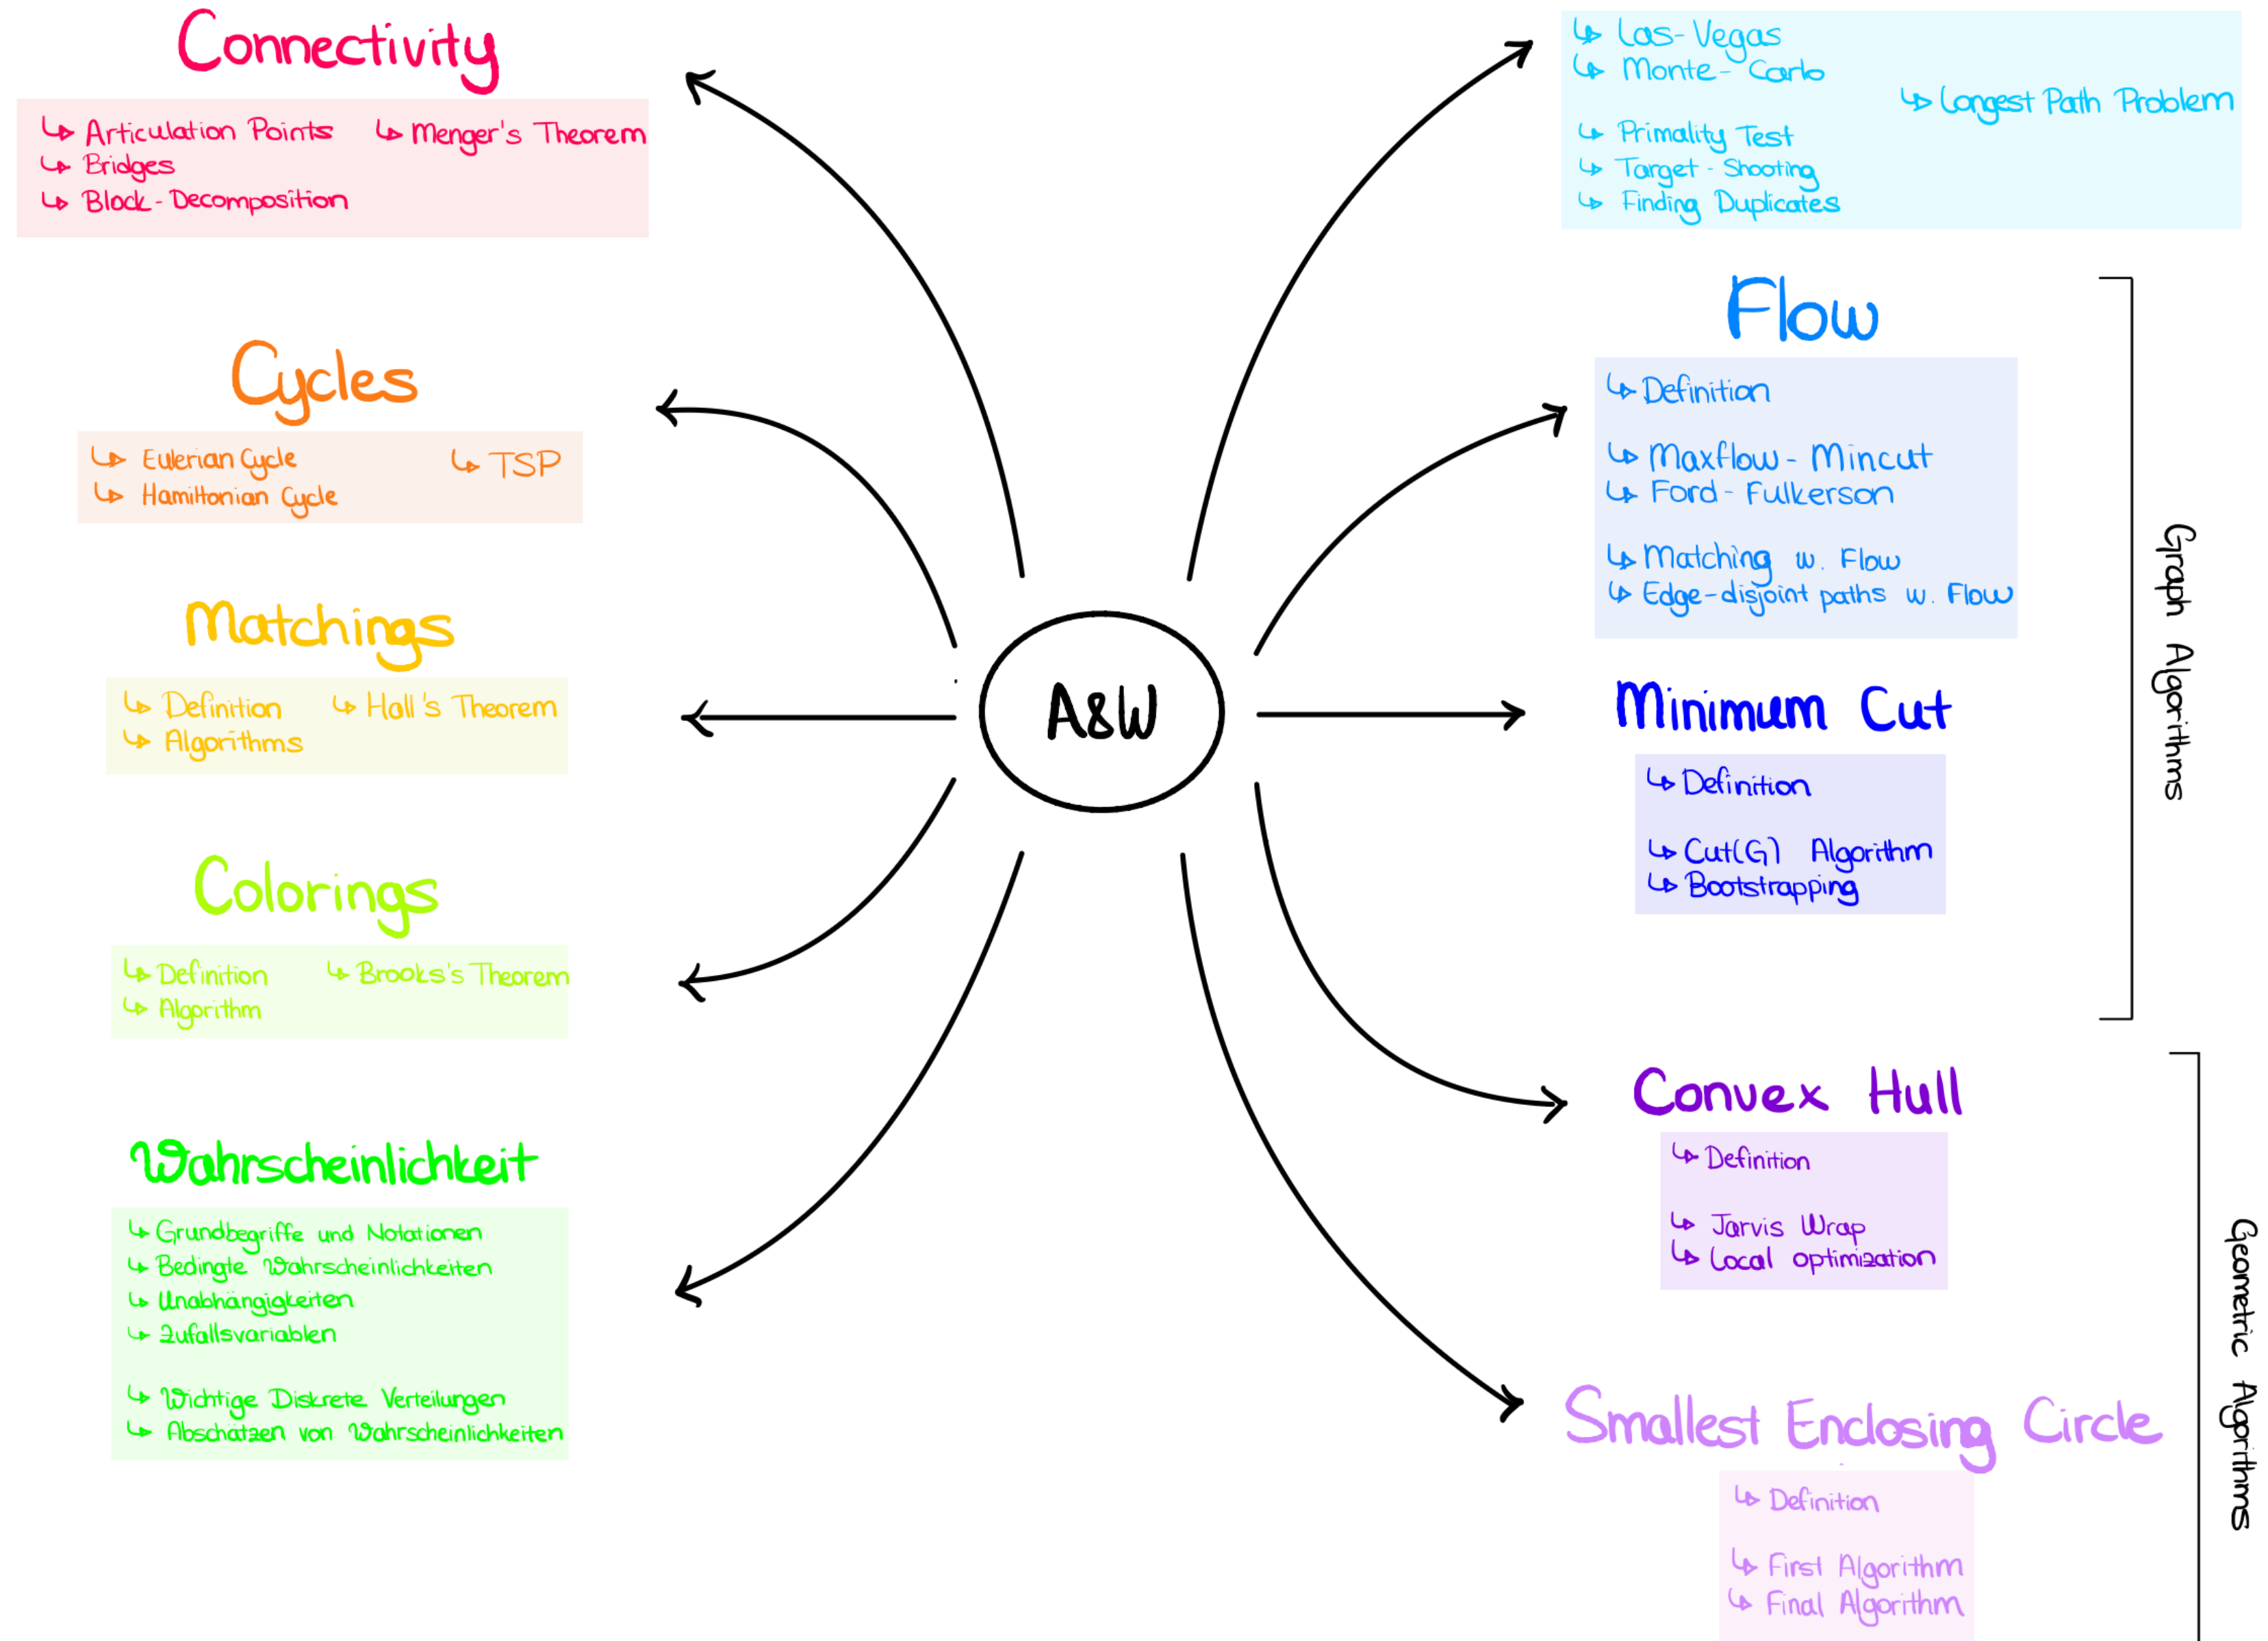 Connectivity
↳ Articulation Points ↳ Menger's Theorem
↳ Bridges
↳ Block-Decomposition
Cycles
↳ Eulerian Cycle ↳ TSP
↳ Hamiltonian Cycle
Matchings
↳ Definition ↳ Hall's Theorem
↳ Algorithms
Colorings
↳ Definition ↳ Brooks's Theorem
↳ Algorithm
Wahrscheinlichkeit
↳ Grundbegriffe und Notationen
↳ Bedingte Wahrscheinlichkeiten
↳ Unabhängigkeiten
↳ Zufallsvariablen
↳ Wichtige Diskrete Verteilungen
↳ Abschätzen von Wahrscheinlichkeiten
A&W
↳ Las-Vegas
↳ Monte-Carlo
↳ Longest Path Problem
↳ Primality Test
↳ Target-Shooting
↳ Finding Duplicates
Flow
↳ Definition
↳ Maxflow-Mincut
↳ Ford-Fulkerson
↳ Matching w. Flow
↳ Edge-disjoint paths w. Flow
Minimum Cut
↳ Definition
↳ Cut(G) Algorithm
↳ Bootstrapping
Graph Algorithms
Convex Hull
↳ Definition
↳ Jarvis Wrap
↳ Local optimization
Smallest Enclosing Circle
↳ Definition
↳ First Algorithm
↳ Final Algorithm
Geometric Algorithms